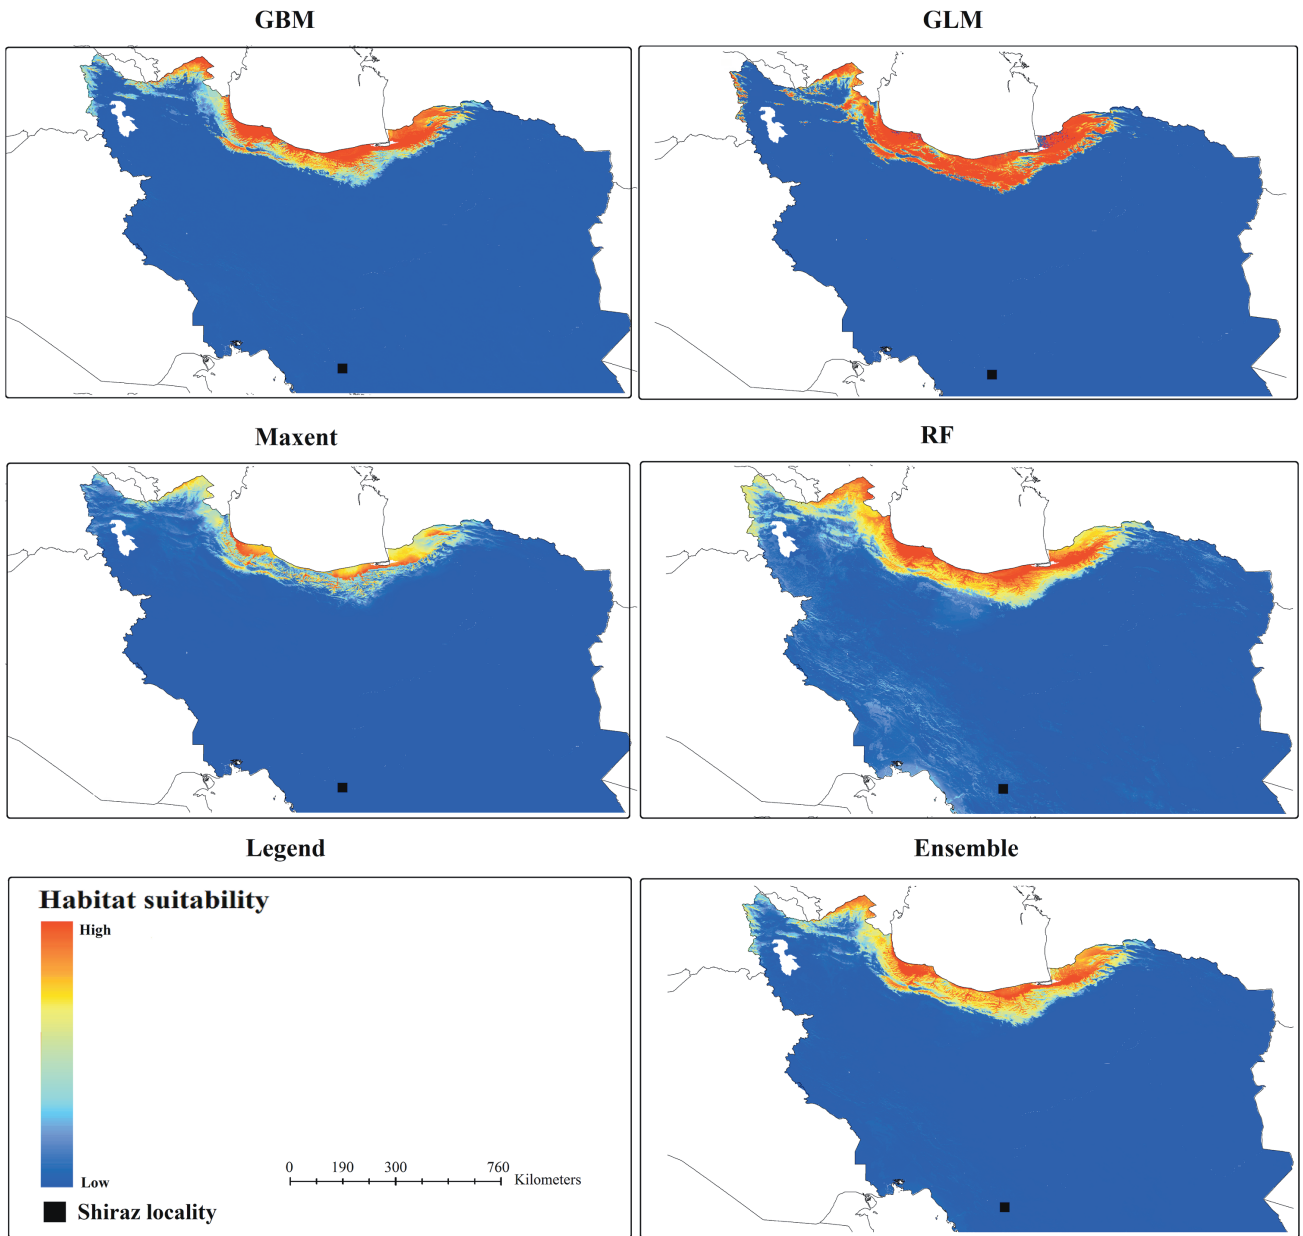 GBM
GLM
Maxent
RF
Legend
Ensemble
Habitat suitability
High
Low
0 190 300 760 Kilometers
Shiraz locality